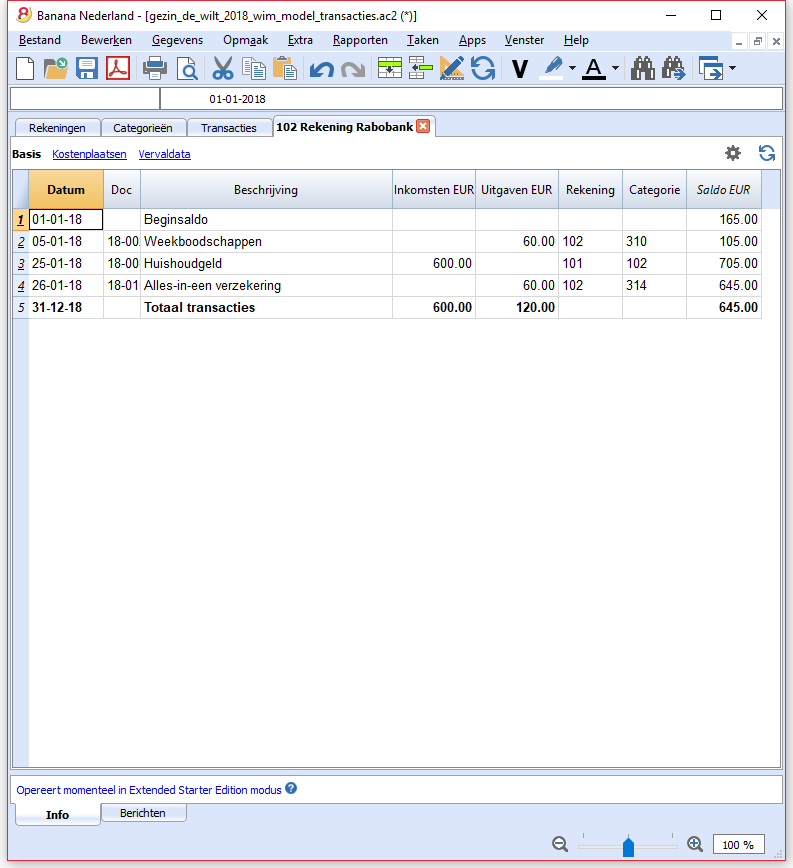 Banana Nederland - [gezin_de_wilt_2018_wim_model_transacties.ac2 (*)]
Bestand Bewerken Gegevens Opmaak Extra Rapporten Taken Apps Venster Help
V A
01-01-2018
Rekeningen Categorieën Transacties 102 Rekening Rabobank
Basis Kostenplaatsen Vervaldata
Datum Doc Beschrijving Inkomsten EUR Uitgaven EUR Rekening Categorie Saldo EUR
1 01-01-18 Beginsaldo 165.00
2 05-01-18 18-00 Weekboodschappen 60.00 102 310 105.00
3 25-01-18 18-00 Huishoudgeld 600.00 101 102 705.00
4 26-01-18 18-01 Alles-in-een verzekering 60.00 102 314 645.00
5 31-12-18 Totaal transacties 600.00 120.00 645.00
Opereert momenteel in Extended Starter Edition modus ?
Info Berichten
100 %